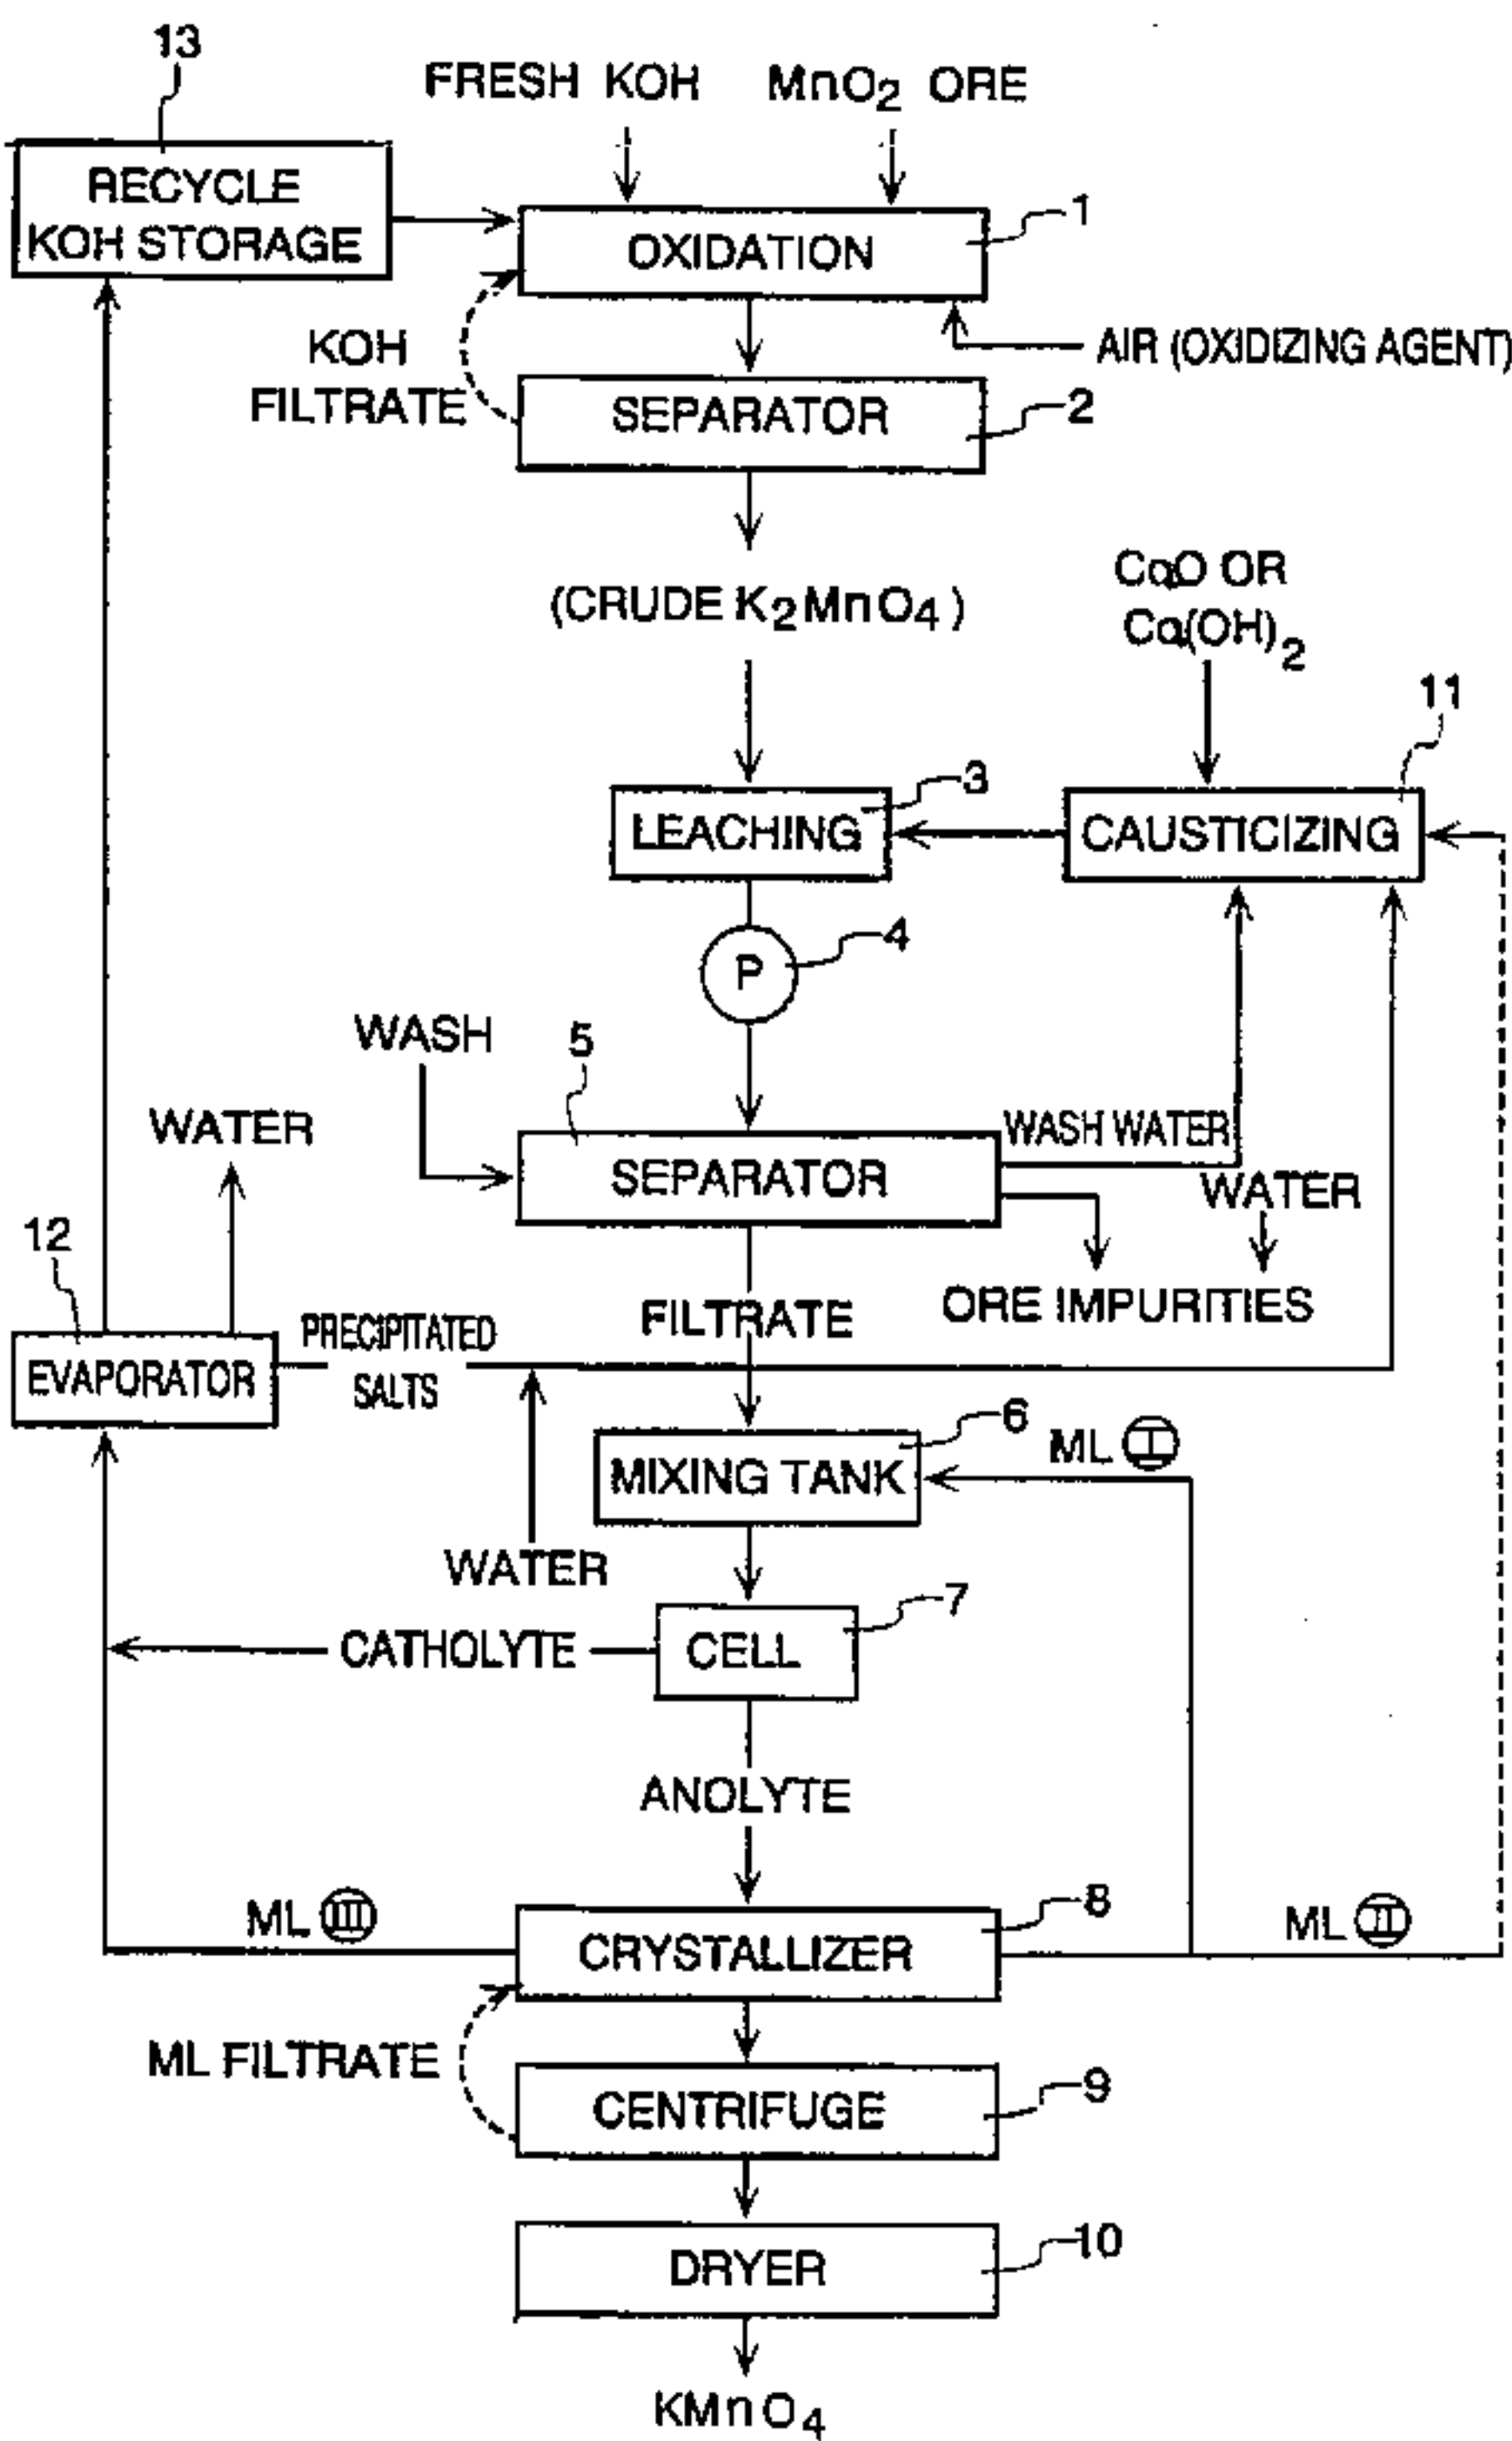 13
FRESH KOH
MnO2 ORE
RECYCLE
KOH STORAGE
1
OXIDATION
KOH
FILTRATE
AIR (OXIDIZING AGENT)
SEPARATOR
2
(CRUDE K2MnO4)
CaO OR
Ca(OH)2
11
3
LEACHING
CAUSTICIZING
4
P
WASH
5
WATER
WASH WATER
SEPARATOR
WATER
12
FILTRATE
ORE IMPURITIES
PRECIPITATED
SALTS
EVAPORATOR
6
ML I
MIXING TANK
WATER
7
CATHOLYTE
CELL
ANOLYTE
8
ML III
ML II
CRYSTALLIZER
ML FILTRATE
9
CENTRIFUGE
10
DRYER
KMnO4